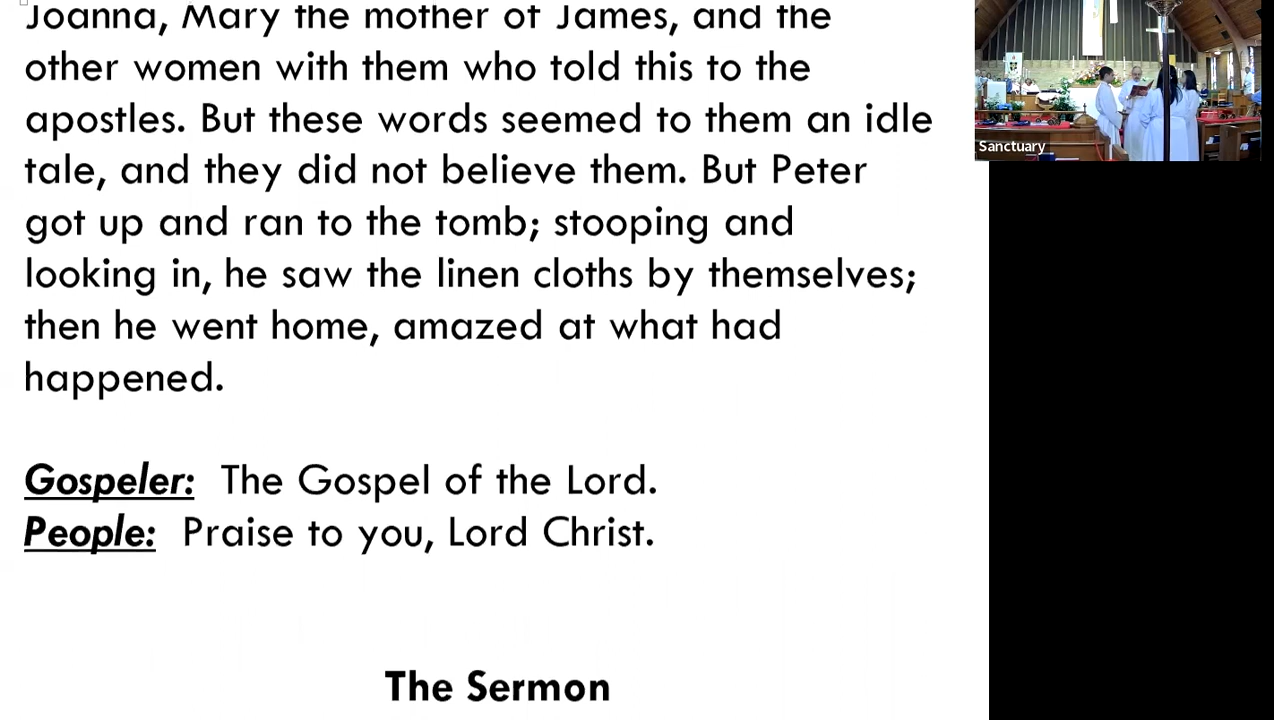 Joanna, Mary the mother of James, and the
other women with them who told this to the
apostles. But these words seemed to them an idle
tale, and they did not believe them. But Peter
got up and ran to the tomb; stooping and
looking in, he saw the linen cloths by themselves;
then he went home, amazed at what had
happened.
Gospeler: The Gospel of the Lord.
People: Praise to you, Lord Christ.
The Sermon
Sanctuary